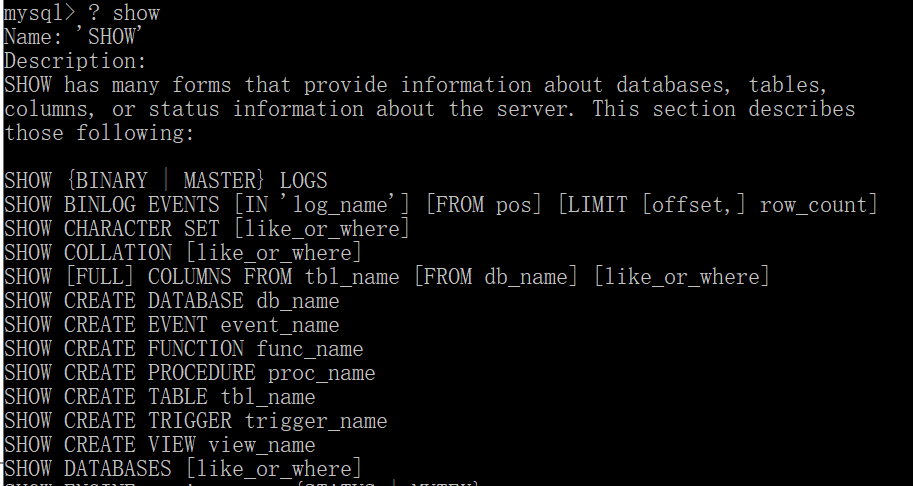 mysql> ? show
Name: 'SHOW'
Description:
SHOW has many forms that provide information about databases, tables,
columns, or status information about the server. This section describes
those following:
SHOW {BINARY | MASTER} LOGS
SHOW BINLOG EVENTS [IN 'log_name'] [FROM pos] [LIMIT [offset,] row_count]
SHOW CHARACTER SET [like_or_where]
SHOW COLLATION [like_or_where]
SHOW [FULL] COLUMNS FROM tbl_name [FROM db_name] [like_or_where]
SHOW CREATE DATABASE db_name
SHOW CREATE EVENT event_name
SHOW CREATE FUNCTION func_name
SHOW CREATE PROCEDURE proc_name
SHOW CREATE TABLE tbl_name
SHOW CREATE TRIGGER trigger_name
SHOW CREATE VIEW view_name
SHOW DATABASES [like_or_where]